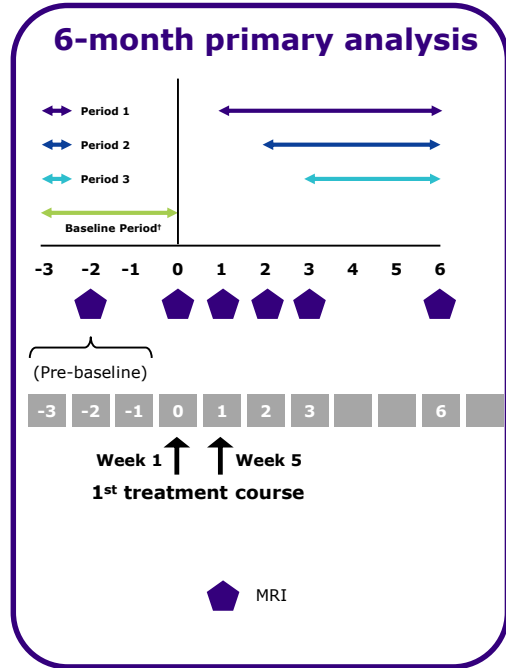 6-month primary analysis
Period 1
Period 2
Period 3
Baseline Period†
-3 -2 -1 0 1 2 3 4 5 6
(Pre-baseline)
-3 -2 -1 0 1 2 3 6
Week 1 Week 5
1st treatment course
MRI